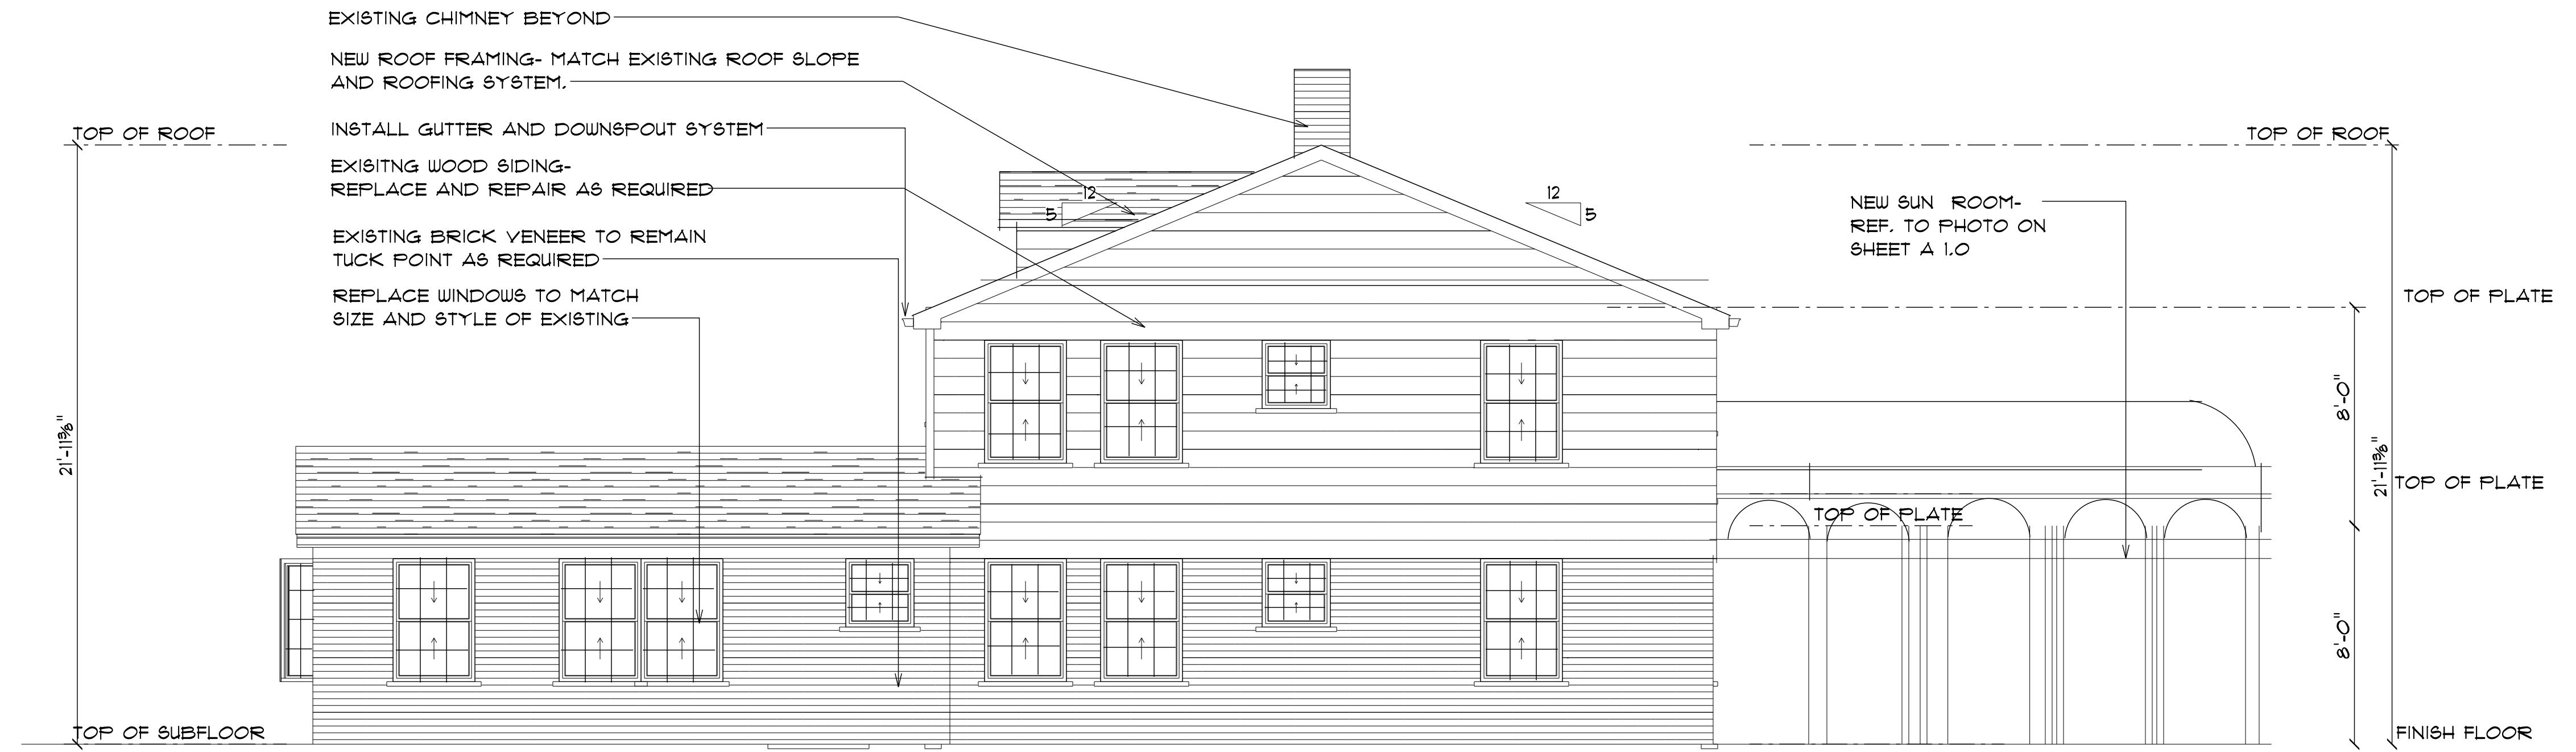 EXISTING CHIMNEY BEYOND
NEW ROOF FRAMING- MATCH EXISTING ROOF SLOPE
AND ROOFING SYSTEM.
INSTALL GUTTER AND DOWNSPOUT SYSTEM
EXISITNG WOOD SIDING-
REPLACE AND REPAIR AS REQUIRED
EXISTING BRICK VENEER TO REMAIN
TUCK POINT AS REQUIRED
REPLACE WINDOWS TO MATCH
SIZE AND STYLE OF EXISTING
TOP OF ROOF
21'-11⅜"
TOP OF SUBFLOOR
12
5
12
5
NEW SUN ROOM-
REF. TO PHOTO ON
SHEET A 1.0
TOP OF ROOF
TOP OF PLATE
8'-0"
21'-11⅜"
TOP OF PLATE
TOP OF PLATE
8'-0"
FINISH FLOOR